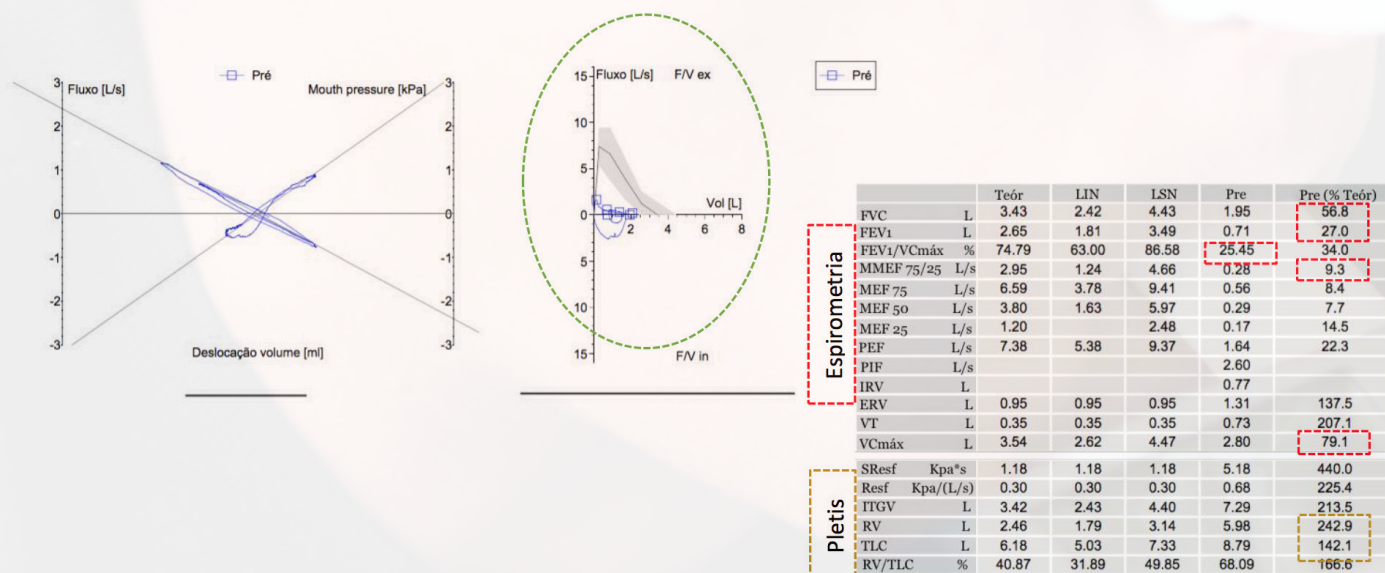 Pré
3
Fluxo [L/s]
2
1
0
-1
-2
-3
3
Mouth pressure [kPa]
2
1
0
-1
-2
-3
Deslocação volume [ml]
15
Fluxo [L/s] F/V ex
10
5
0
5
10
15
Vol [L]
2 4 6 8
F/V in
Pré
Espirometria
Pletis
Teór LIN LSN Pre Pre (% Teór)
FVC L 3.43 2.42 4.43 1.95 56.8
FEV1 L 2.65 1.81 3.49 0.71 27.0
FEV1/VCmáx % 74.79 63.00 86.58 25.45 34.0
MMEF 75/25 L/s 2.95 1.24 4.66 0.28 9.3
MEF 75 L/s 6.59 3.78 9.41 0.56 8.4
MEF 50 L/s 3.80 1.63 5.97 0.29 7.7
MEF 25 L/s 1.20 2.48 0.17 14.5
PEF L/s 7.38 5.38 9.37 1.64 22.3
PIF L/s 2.60
IRV L 0.77
ERV L 0.95 0.95 0.95 1.31 137.5
VT L 0.35 0.35 0.35 0.73 207.1
VCmáx L 3.54 2.62 4.47 2.80 79.1
SResf Kpa*s 1.18 1.18 1.18 5.18 440.0
Resf Kpa/(L/s) 0.30 0.30 0.30 0.68 225.4
ITGV L 3.42 2.43 4.40 7.29 213.5
RV L 2.46 1.79 3.14 5.98 242.9
TLC L 6.18 5.03 7.33 8.79 142.1
RV/TLC % 40.87 31.89 49.85 68.09 166.6